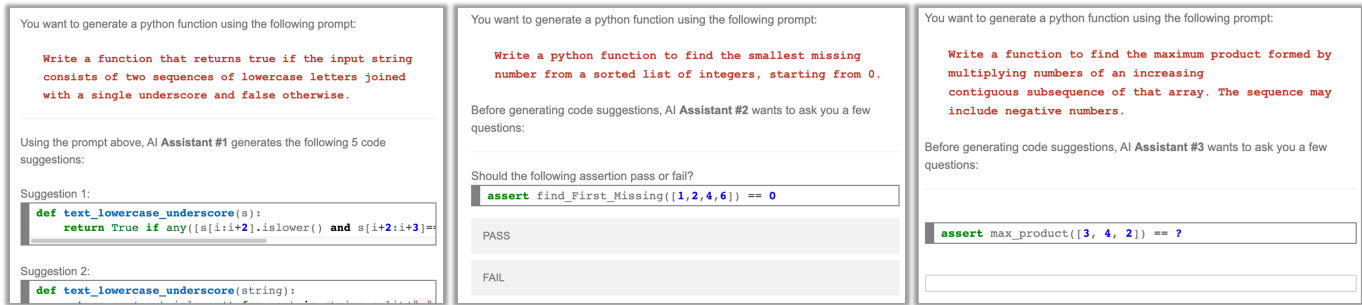 You want to generate a python function using the following prompt:
Write a function that returns true if the input string
consists of two sequences of lowercase letters joined
with a single underscore and false otherwise.
Using the prompt above, AI Assistant #1 generates the following 5 code
suggestions:
Suggestion 1:
def text_lowercase_underscore(s):
return True if any([s[i:i+2].islower() and s[i+2:i+3]==
Suggestion 2:
def text_lowercase_underscore(string):
You want to generate a python function using the following prompt:
Write a python function to find the smallest missing
number from a sorted list of integers, starting from 0.
Before generating code suggestions, AI Assistant #2 wants to ask you a few
questions:
Should the following assertion pass or fail?
assert find_First_Missing([1,2,4,6]) == 0
PASS
FAIL
You want to generate a python function using the following prompt:
Write a function to find the maximum product formed by
multiplying numbers of an increasing
contiguous subsequence of that array. The sequence may
include negative numbers.
Before generating code suggestions, AI Assistant #3 wants to ask you a few
questions:
assert max_product([3, 4, 2]) == ?